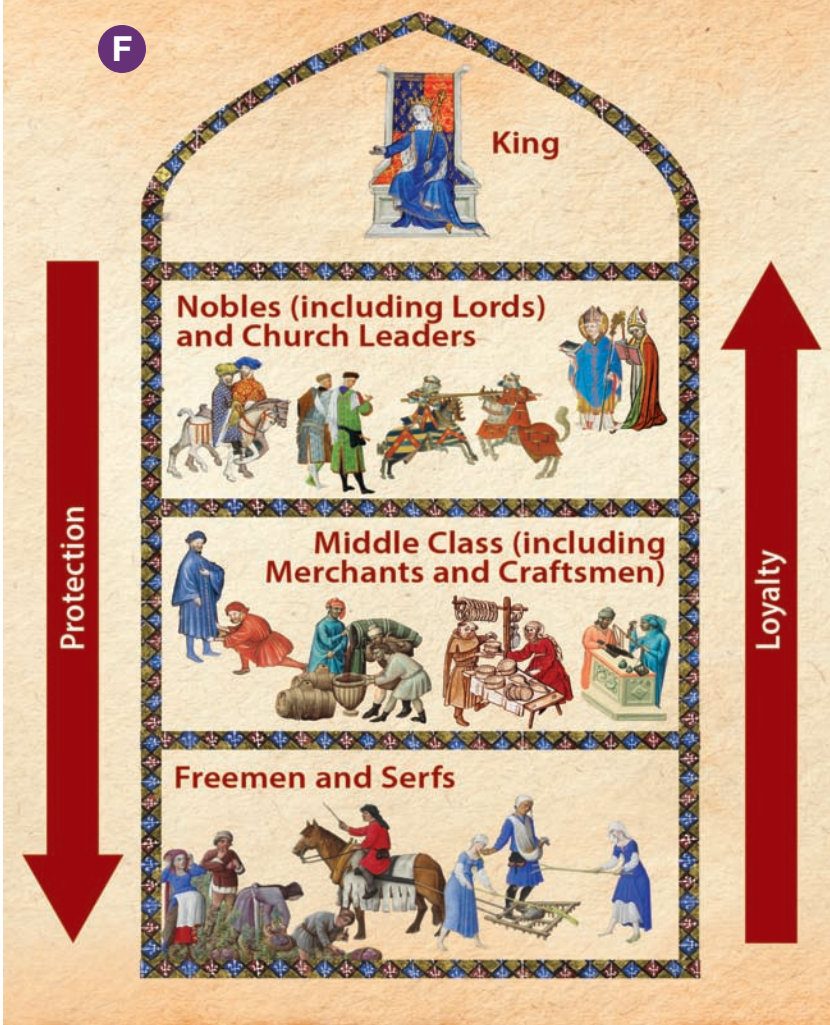 F
King
Nobles (including Lords)
and Church Leaders
Protection
Loyalty
Middle Class (including
Merchants and Craftsmen)
Freemen and Serfs